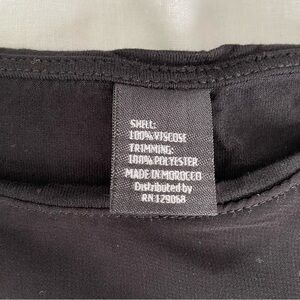 SHELL:
100% VISCOSE
TRIMMING:
100% POLYESTER
MADE IN MOROCCO
Distributed by
RN 129068